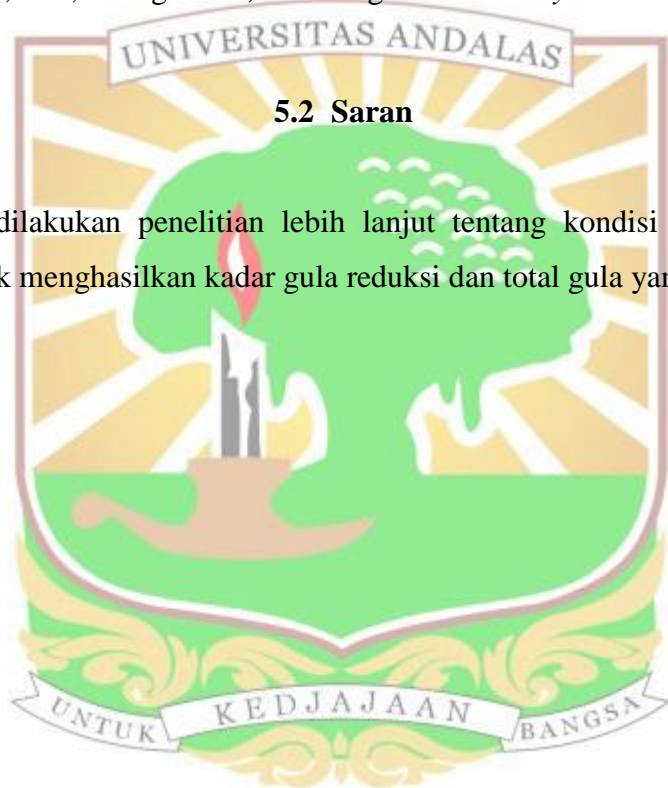 UNIVERSITAS ANDALAS
5.2 Saran
dilakukan penelitian lebih lanjut tentang kondisi
menghasilkan kadar gula reduksi dan total gula
UNTUK KEDJAJAAN BANGSA